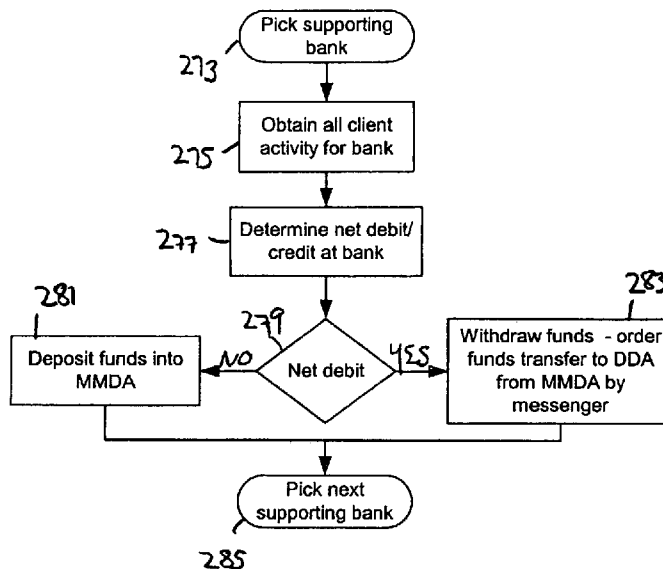 Pick supporting
bank
273
Obtain all client
activity for bank
275
Determine net debit/
credit at bank
277
281
279
283
Deposit funds into
MMDA
NO
Net debit
YES
Withdraw funds - order
funds transfer to DDA
from MMDA by
messenger
Pick next
supporting bank
285